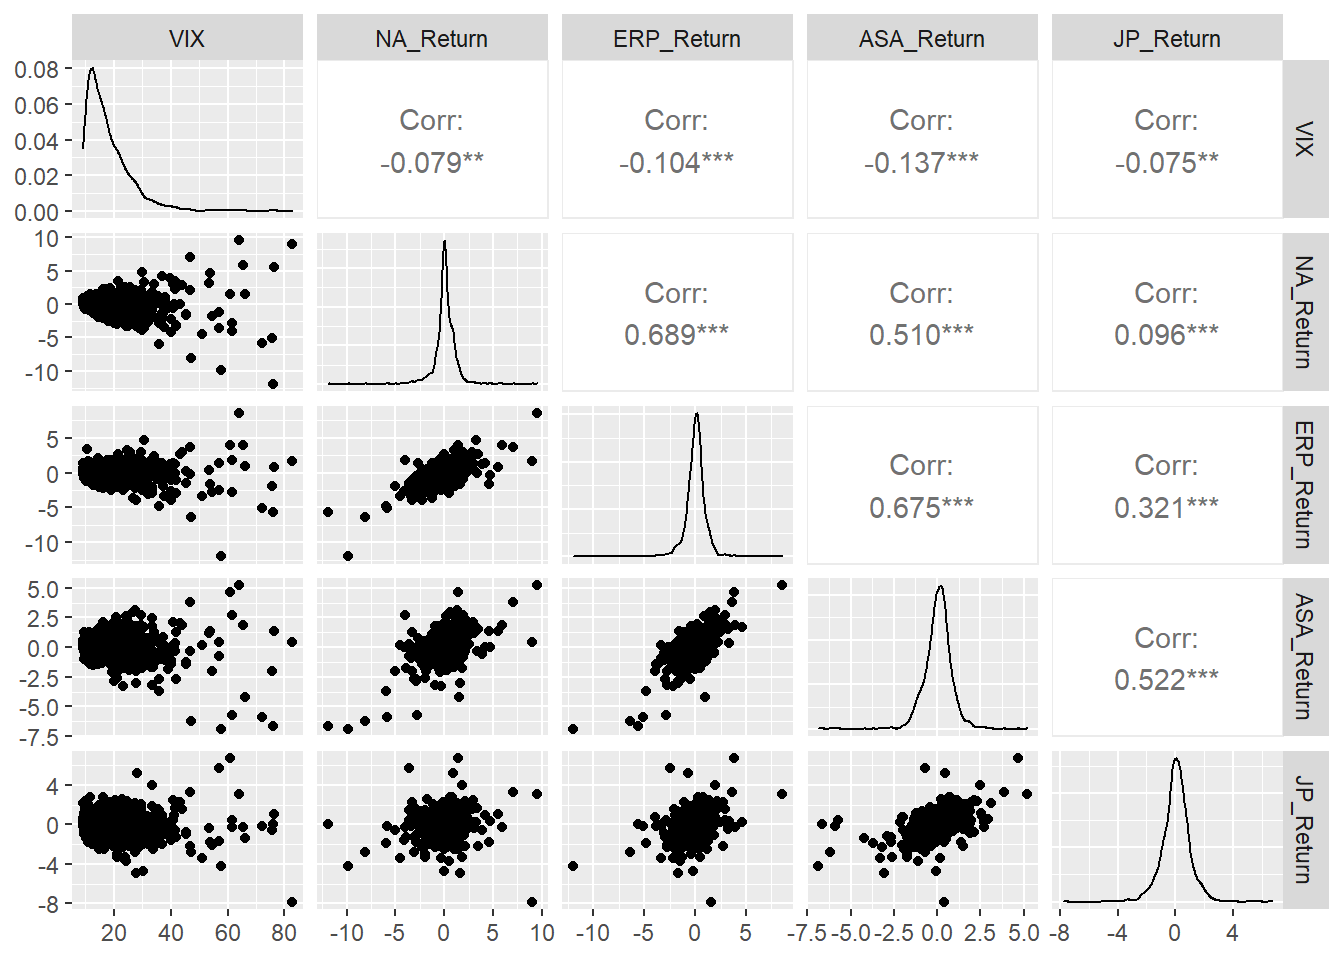 VIX NA_Return ERP_Return ASA_Return JP_Return
0.08
0.06
0.04
0.02
0.00
Corr:
-0.079**
Corr:
-0.104***
Corr:
-0.137***
Corr:
-0.075**
VIX
10
5
0
-5
-10
Corr:
0.689***
Corr:
0.510***
Corr:
0.096***
NA_Return
5
0
-5
-10
Corr:
0.675***
Corr:
0.321***
ERP_Return
5.0
2.5
0.0
-2.5
-5.0
-7.5
Corr:
0.522***
ASA_Return
4
0
-4
-8
JP_Return
20 40 60 80 -10 -5 0 5 10 -10 -5 0 5 -7.5 -5.0 -2.5 0.0 2.5 5.0 -8 -4 0 4